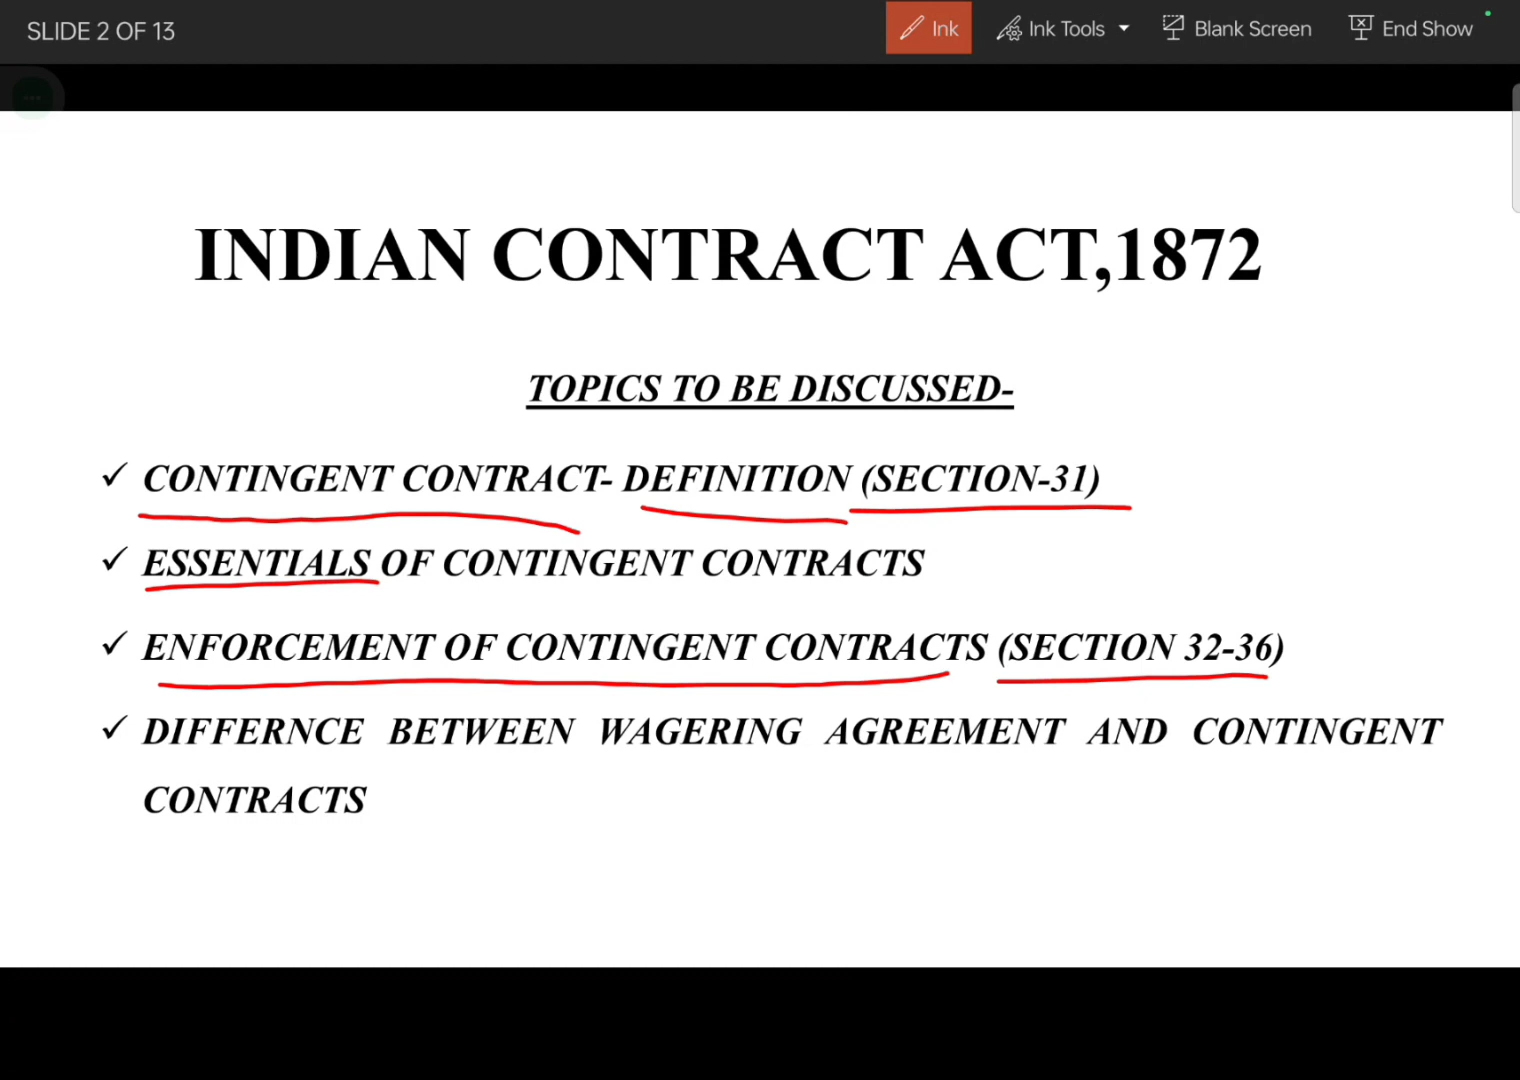 SLIDE 2 OF 13
Ink
Ink Tools
Blank Screen
End Show
INDIAN CONTRACT ACT,1872
TOPICS TO BE DISCUSSED-
✓ CONTINGENT CONTRACT- DEFINITION (SECTION-31)
✓ ESSENTIALS OF CONTINGENT CONTRACTS
✓ ENFORCEMENT OF CONTINGENT CONTRACTS (SECTION 32-36)
✓ DIFFERNCE BETWEEN WAGERING AGREEMENT AND CONTINGENT
CONTRACTS